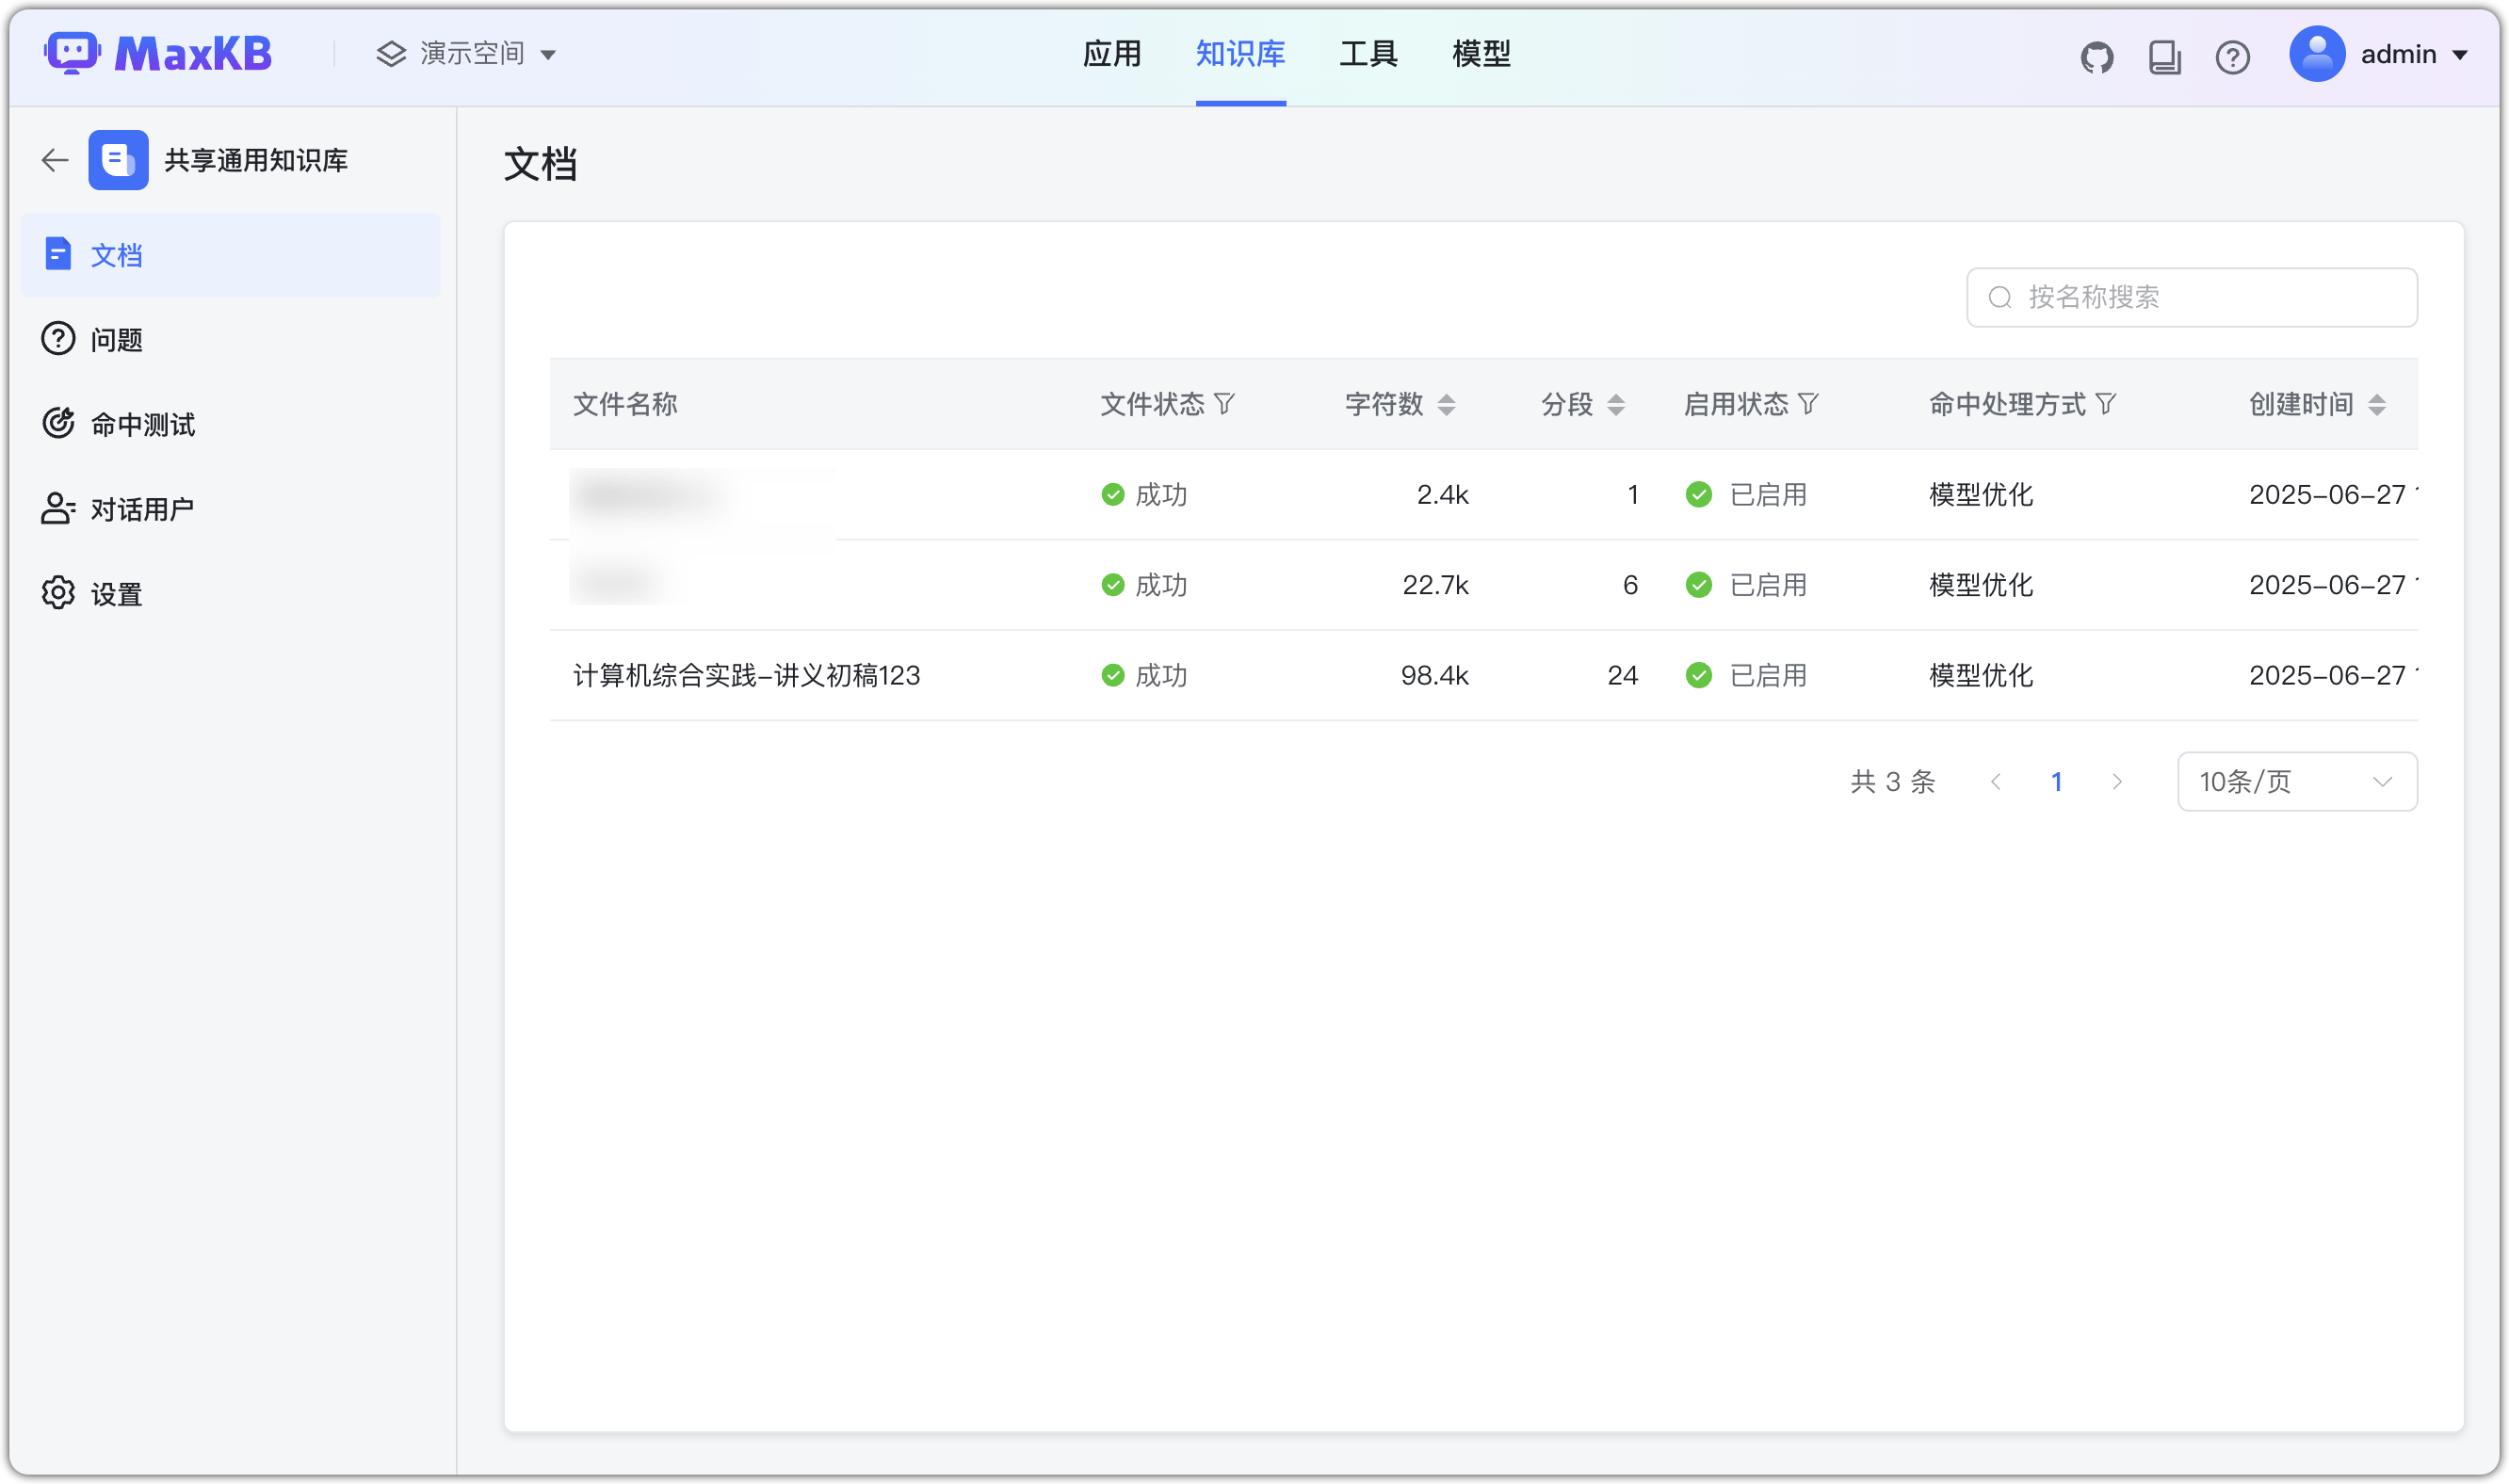 MaxKB 演示空间 应用 知识库 工具 模型 admin
共享通用知识库
文档
问题
命中测试
对话用户
设置
文档
按名称搜索
文件名称 文件状态 字符数 分段 启用状态 命中处理方式 创建时间
成功 2.4k 1 已启用 模型优化 2025-06-27
成功 22.7k 6 已启用 模型优化 2025-06-27
计算机综合实践-讲义初稿123 成功 98.4k 24 已启用 模型优化 2025-06-27
共 3 条 1 10条/页